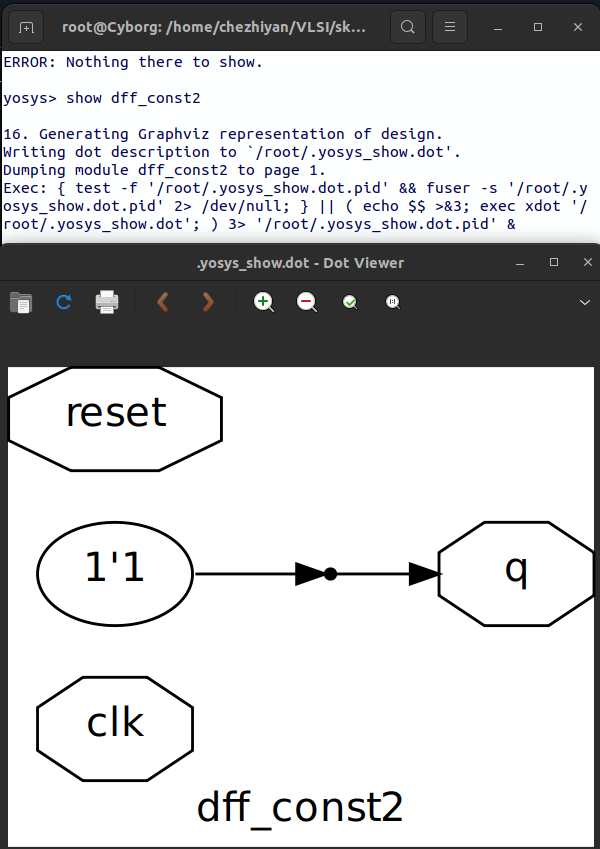 root@Cyborg: /home/chezhiyan/VLSI/sk...
ERROR: Nothing there to show.
yosys> show dff_const2
16. Generating Graphviz representation of design.
Writing dot description to `/root/.yosys_show.dot'.
Dumping module dff_const2 to page 1.
Exec: { test -f '/root/.yosys_show.dot.pid' && fuser -s '/root/.y
osys_show.dot.pid' 2> /dev/null; } || ( echo $$ >&3; exec xdot '/
root/.yosys_show.dot'; ) 3> '/root/.yosys_show.dot.pid' &
.yosys_show.dot - Dot Viewer
reset
1'1
q
clk
dff_const2